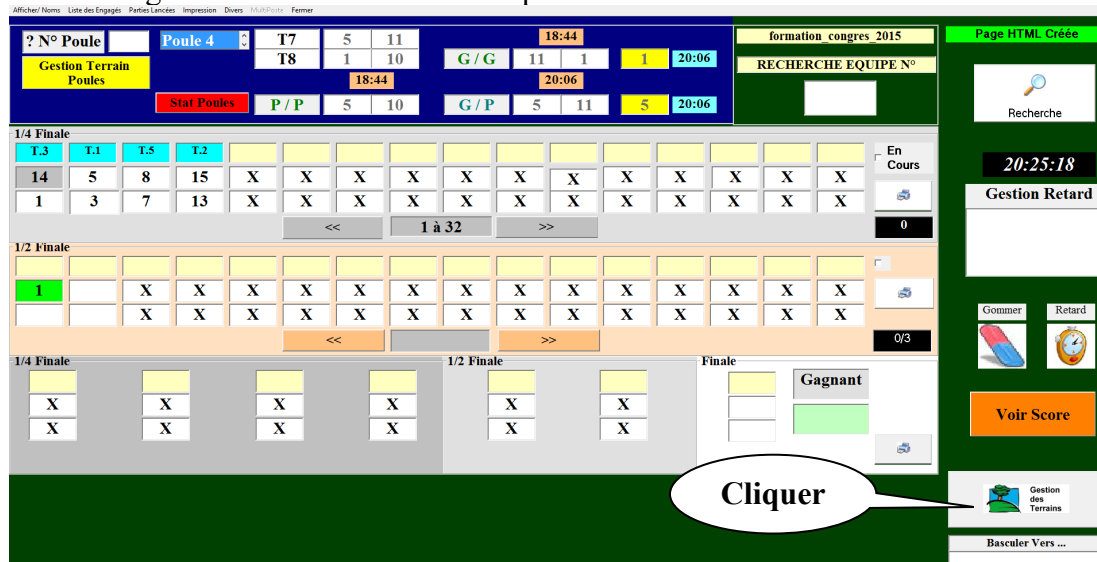 Afficher/ Noms Liste des Engagés Parties Lancées Impression Divers MultiPoste Fermer
? N° Poule Poule 4 T7 5 11 18:44 formation_congres_2015 Page HTML Créée
T8 1 10 G / G 11 1 1 20:06
Gestion Terrain
Poules
RECHERCHE EQUIPE N°
18:44 20:06
Stat Poules P / P 5 10 G / P 5 11 5 20:06
Recherche
1/4 Finale
T.3 T.1 T.5 T.2
En
Cours
14 5 8 15 X X X X X X X X X X X X
1 3 7 13 X X X X X X X X X X X X
<< 1 à 32 >> 0
20:25:18
Gestion Retard
1/2 Finale
1 X X X X X X X X X X X X X X
X X X X X X X X X X X X X X
<< >> 0/3
Gommer Retard
1/4 Finale 1/2 Finale Finale
Gagnant
X X X X X X
X X X X X X
Voir Score
Cliquer
Gestion
des
Terrains
Basculer Vers ...